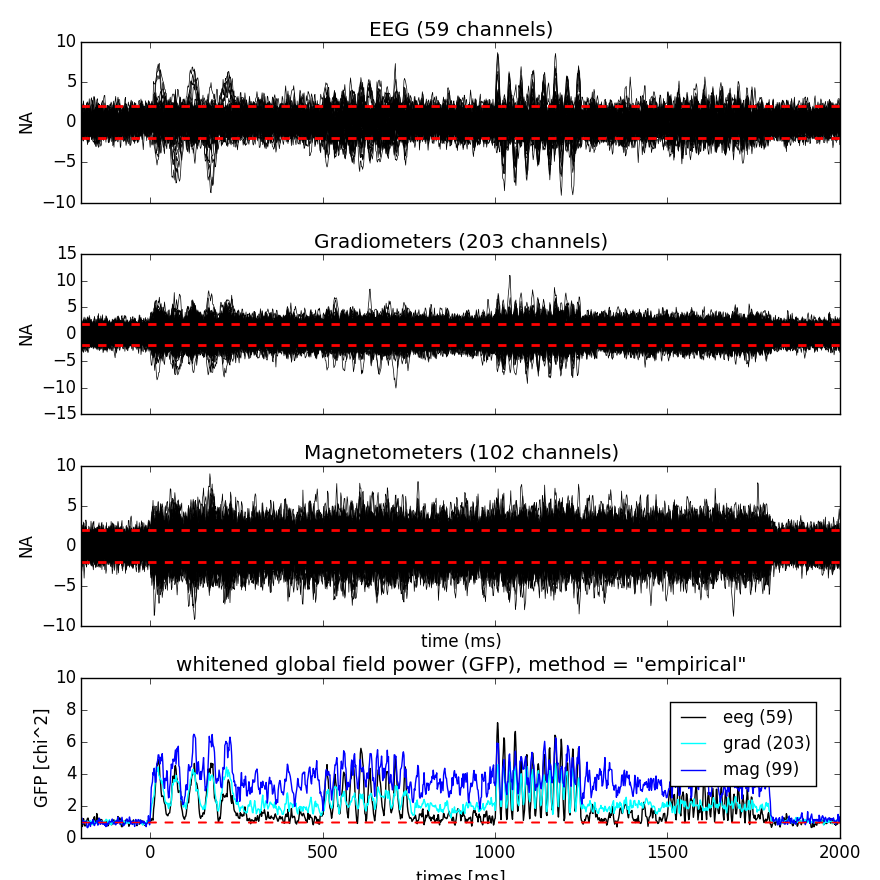 EEG (59 channels)
10
5
0
−5
−10
NA
Gradiometers (203 channels)
15
10
5
0
−5
−10
−15
NA
Magnetometers (102 channels)
10
5
0
−5
−10
NA
time (ms)
whitened global field power (GFP), method = "empirical"
10
8
6
4
2
0
GFP [chi^2]
eeg (59)
grad (203)
mag (99)
0 500 1000 1500 2000
times [ms]